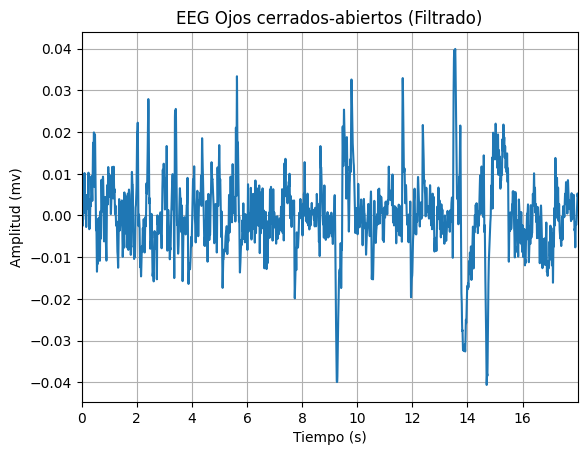 EEG Ojos cerrados-abiertos (Filtrado)
0.04
0.03
0.02
0.01
0.00
−0.01
−0.02
−0.03
−0.04
Amplitud (mv)
0 2 4 6 8 10 12 14 16
Tiempo (s)